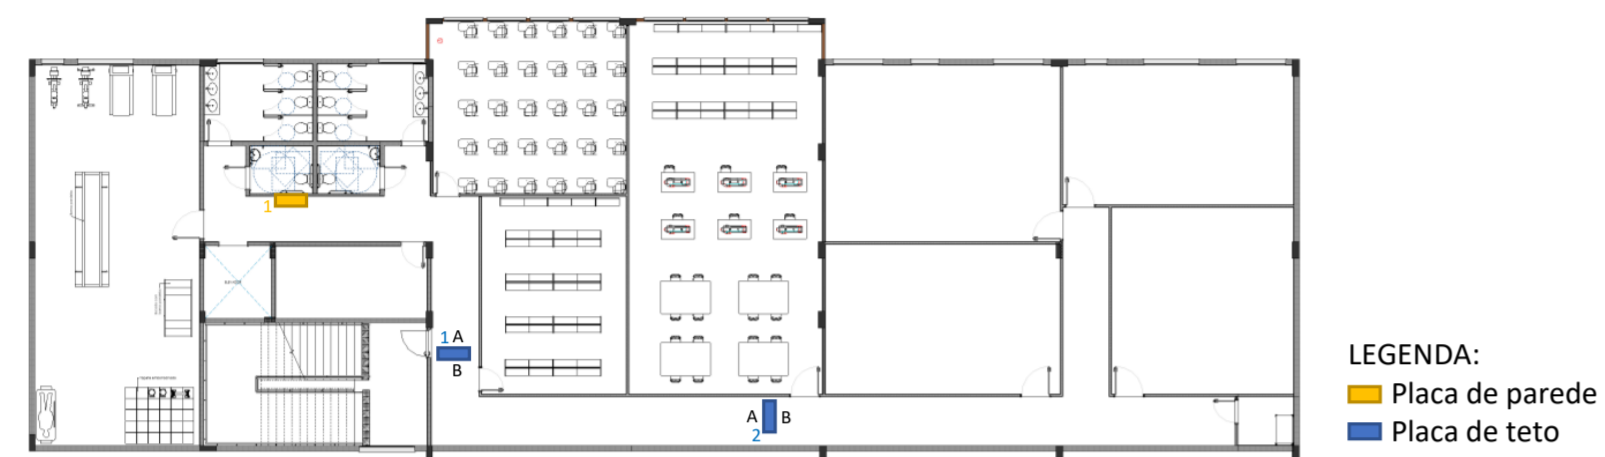 1
1 A
B
A B
2
LEGENDA:
Placa de parede
Placa de teto